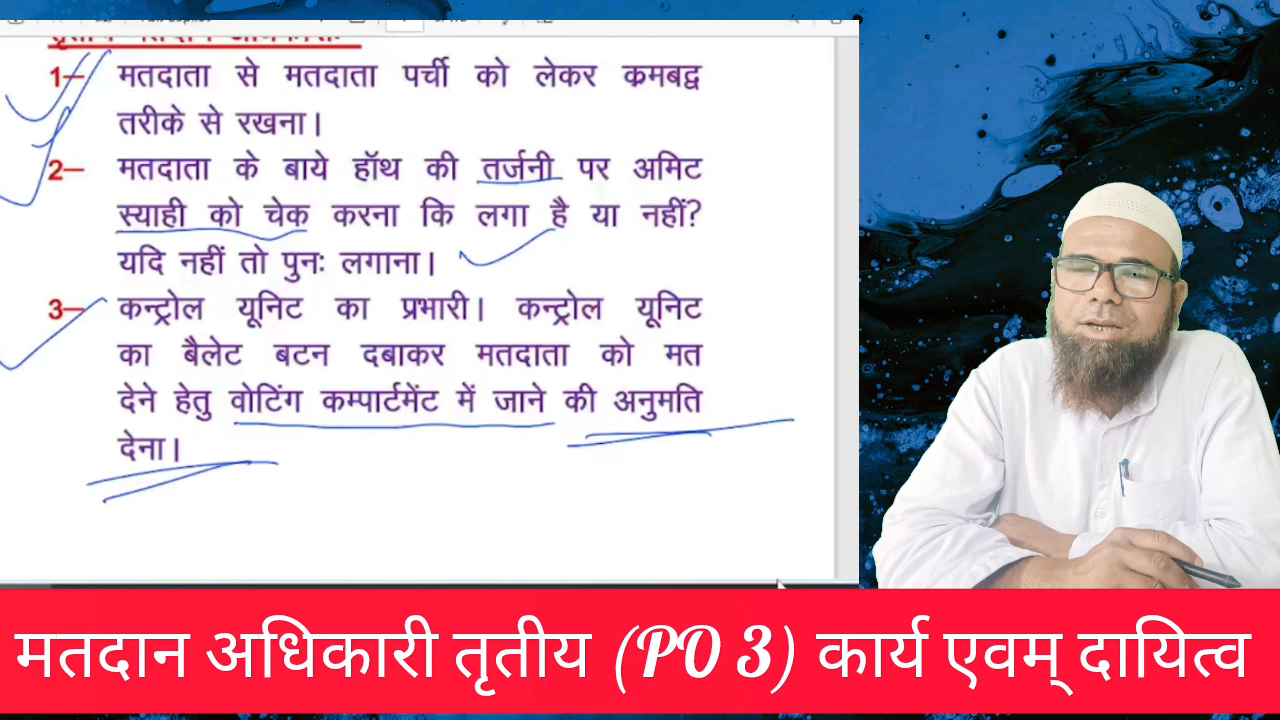 1– मतदाता से मतदाता पर्ची को लेकर क्रमबद्व
तरीके से रखना।
2– मतदाता के बाये हॉथ की तर्जनी पर अमिट
स्याही को चेक करना कि लगा है या नहीं?
यदि नहीं तो पुनः लगाना।
3– कन्ट्रोल यूनिट का प्रभारी। कन्ट्रोल यूनिट
का बैलेट बटन दबाकर मतदाता को मत
देने हेतु वोटिंग कम्पार्टमेंट में जाने की अनुमति
देना।
मतदान अधिकारी तृतीय (PO 3) कार्य एवम् दायित्व